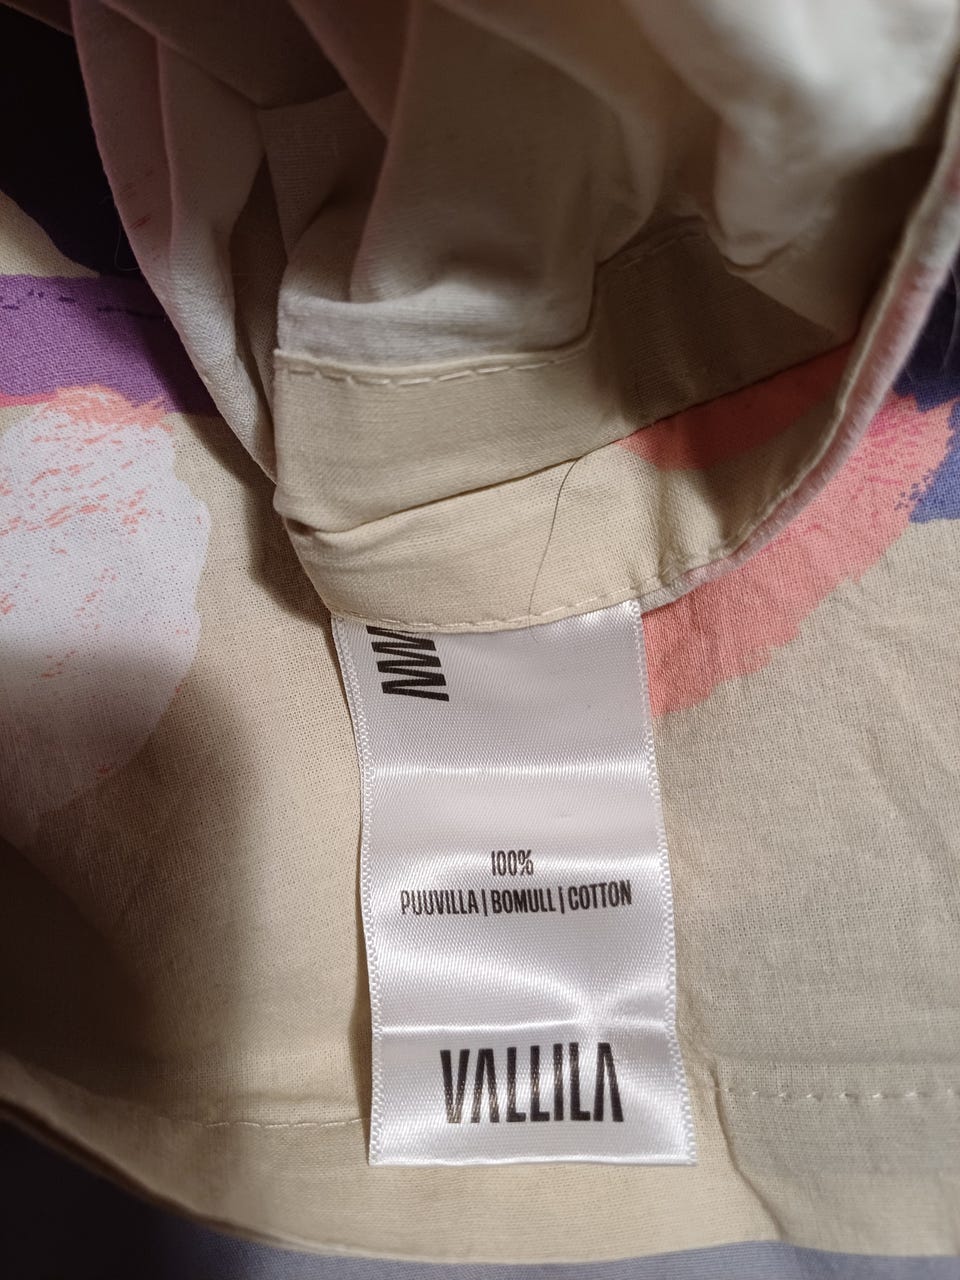 100%
PUUVILLA | BOMULL | COTTON
VALLILA